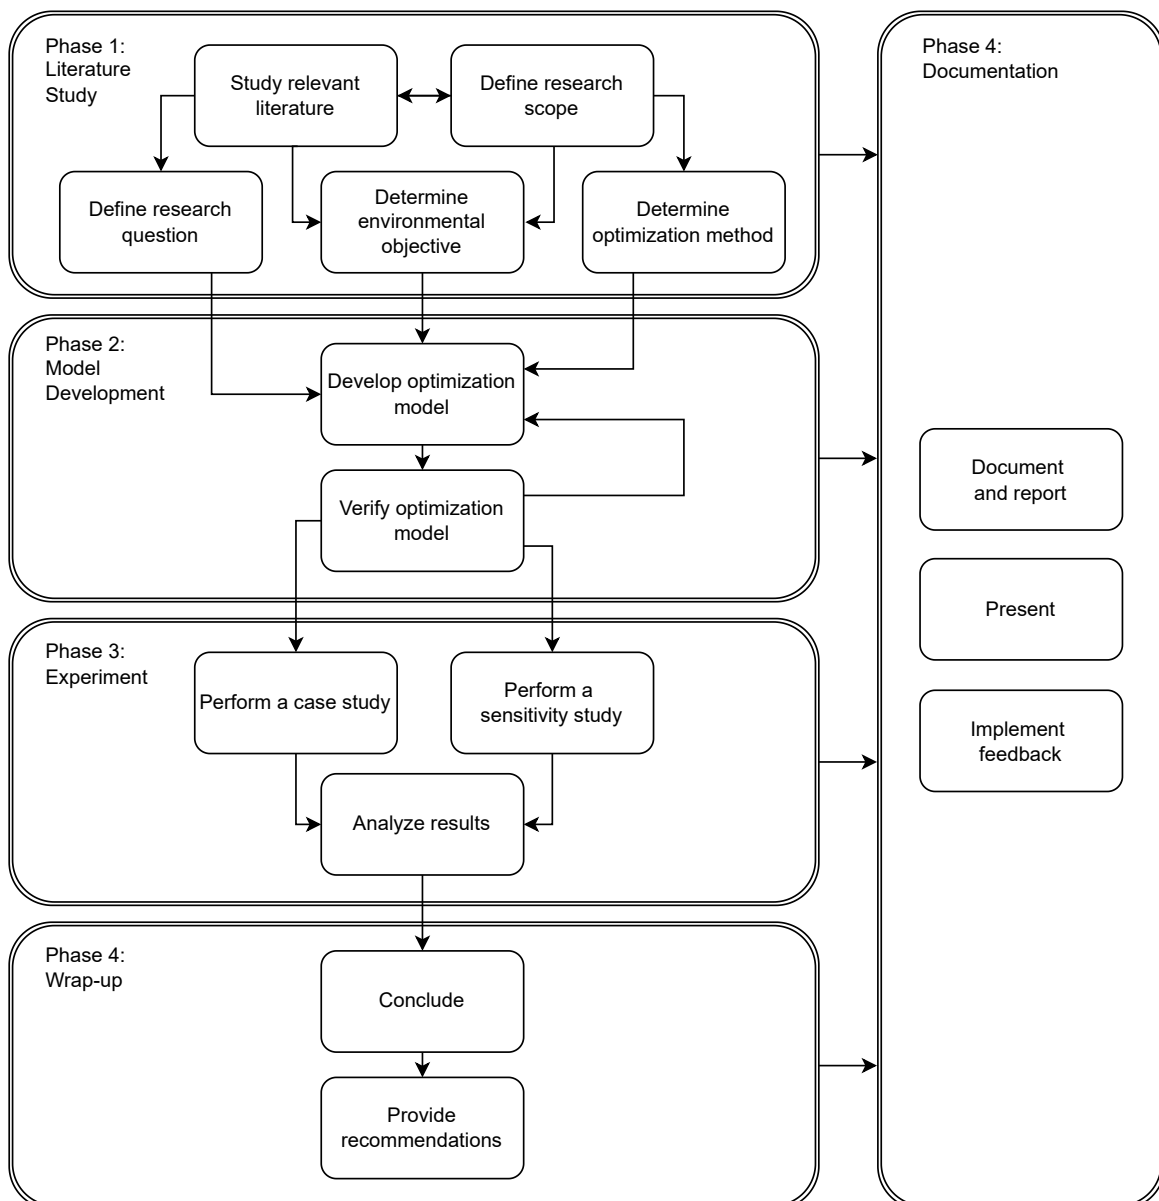 Phase 1:
Literature
Study
Study relevant
literature
Define research
scope
Define research
question
Determine
environmental
objective
Determine
optimization method
Phase 2:
Model
Development
Develop optimization
model
Verify optimization
model
Phase 3:
Experiment
Perform a case study
Perform a
sensitivity study
Analyze results
Phase 4:
Wrap-up
Conclude
Provide
recommendations
Phase 4:
Documentation
Document
and report
Present
Implement
feedback